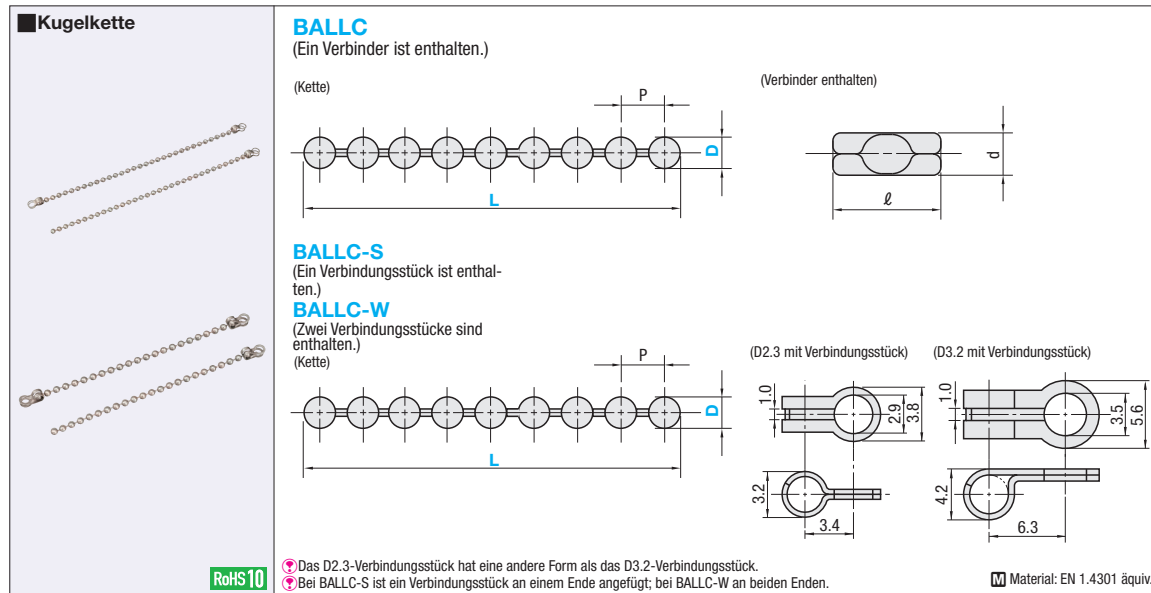 ■Kugelkette
BALLC
(Ein Verbinder ist enthalten.)
(Kette)
(Verbinder enthalten)
P
D
L
d
ℓ
BALLC-S
(Ein Verbindungsstück ist enthal-
ten.)
BALLC-W
(Zwei Verbindungsstücke sind
enthalten.)
(Kette)
P
D
L
(D2.3 mit Verbindungsstück)
1.0
2.9
3.8
3.2
3.4
(D3.2 mit Verbindungsstück)
1.0
3.5
5.6
4.2
6.3
RoHS10
Das D2.3-Verbindungsstück hat eine andere Form als das D3.2-Verbindungsstück.
Bei BALLC-S ist ein Verbindungsstück an einem Ende angefügt; bei BALLC-W an beiden Enden.
M Material: EN 1.4301 äquiv.